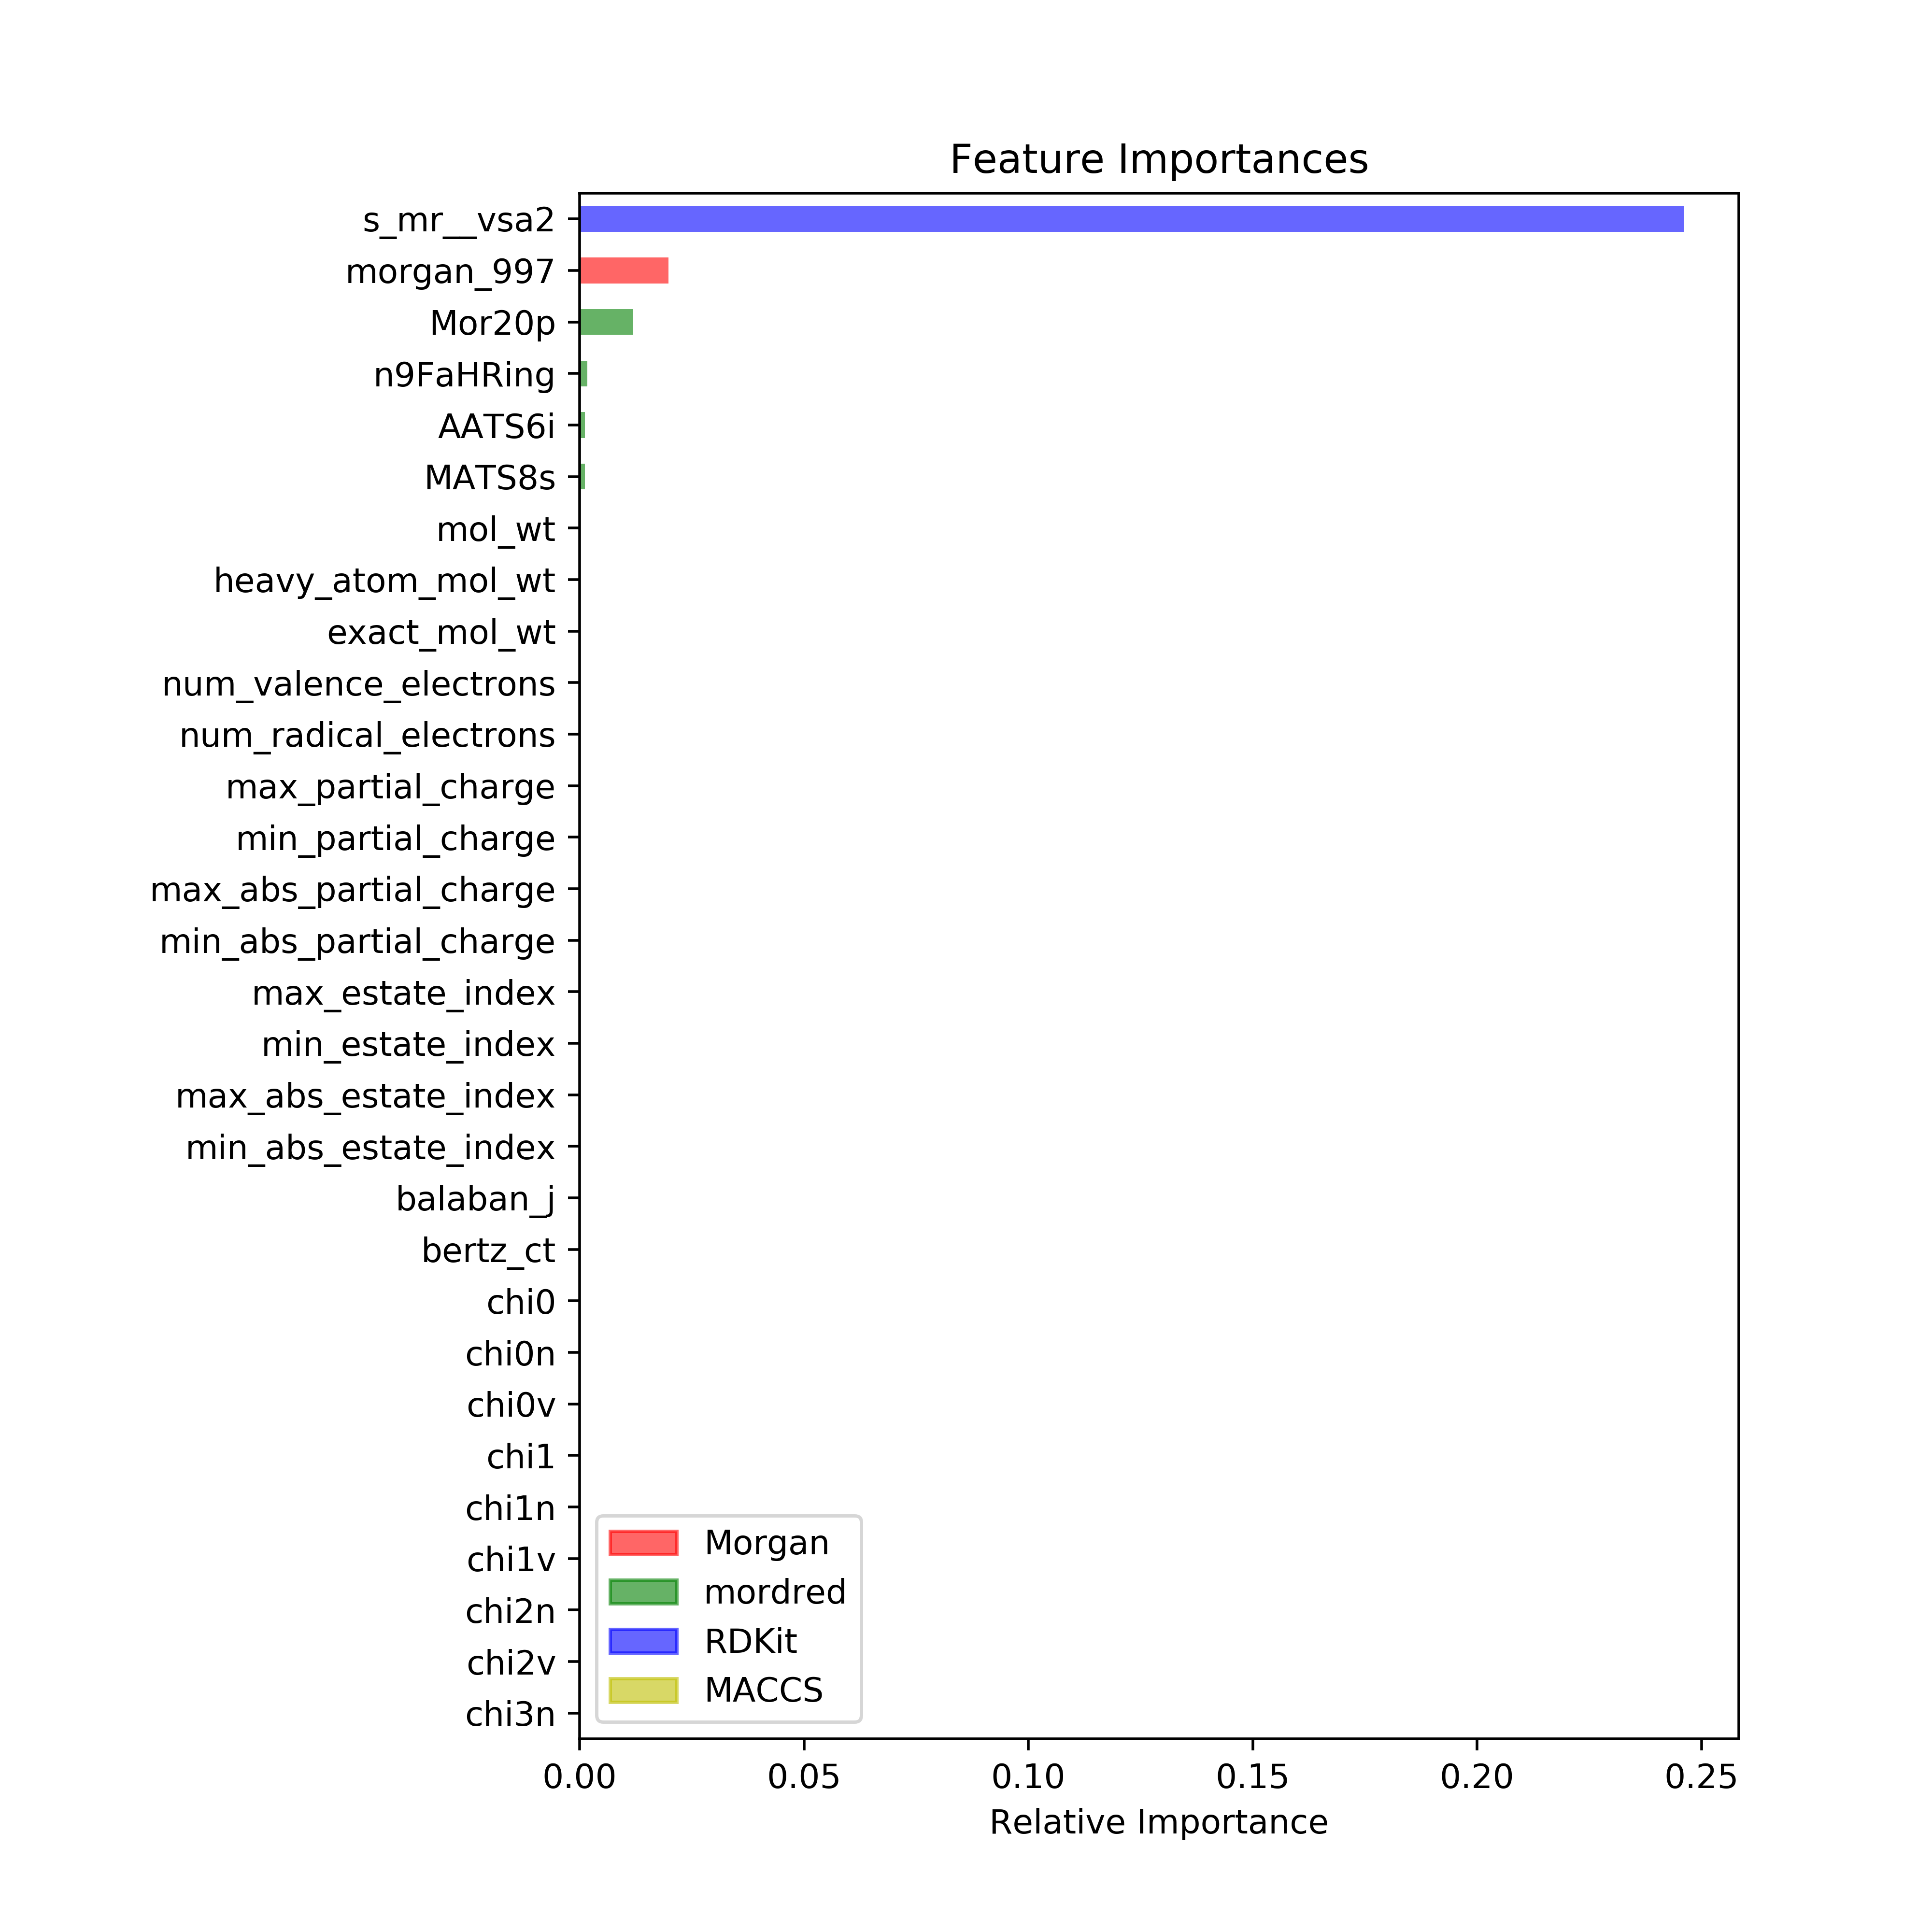 Feature Importances
s_mr__vsa2
morgan_997
Mor20p
n9FaHRing
AATS6i
MATS8s
mol_wt
heavy_atom_mol_wt
exact_mol_wt
num_valence_electrons
num_radical_electrons
max_partial_charge
min_partial_charge
max_abs_partial_charge
min_abs_partial_charge
max_estate_index
min_estate_index
max_abs_estate_index
min_abs_estate_index
balaban_j
bertz_ct
chi0
chi0n
chi0v
chi1
chi1n
chi1v
chi2n
chi2v
chi3n
Morgan
mordred
RDKit
MACCS
0.00 0.05 0.10 0.15 0.20 0.25
Relative Importance